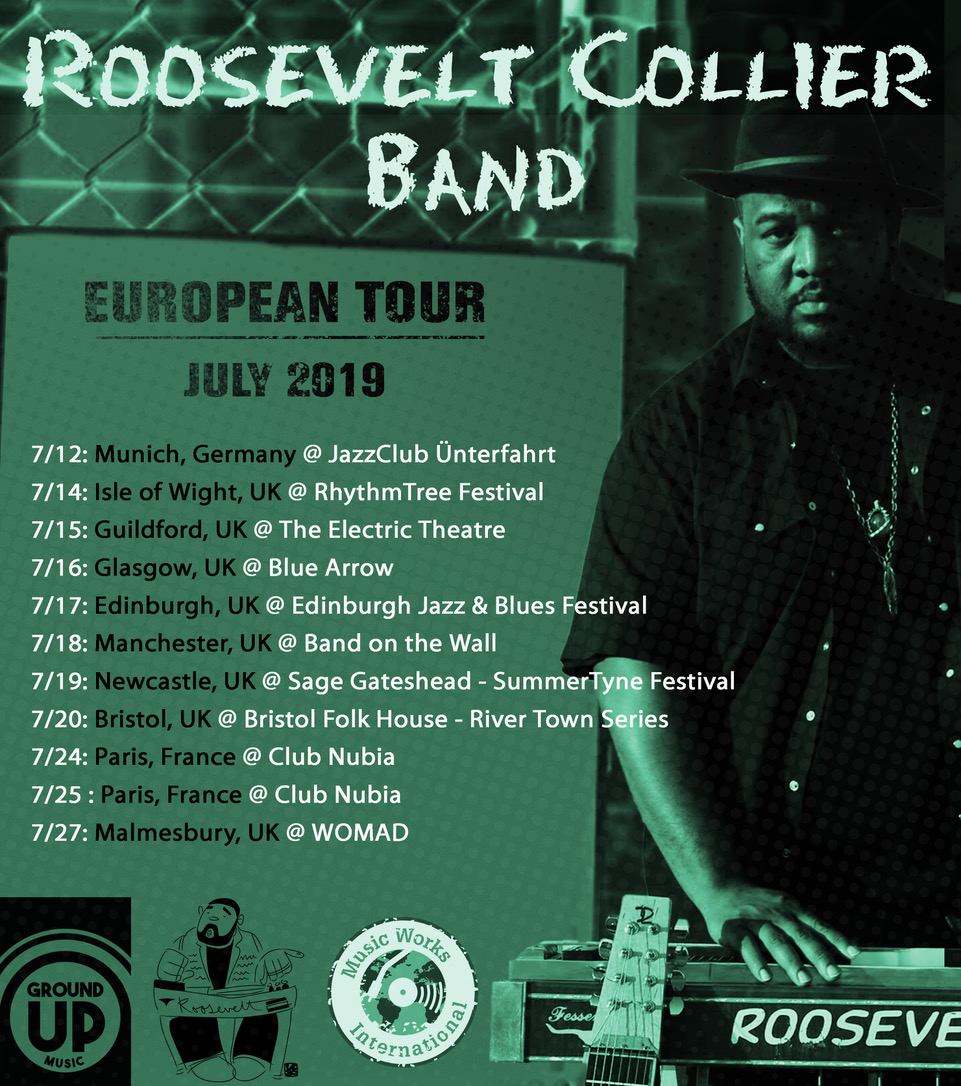 ROOSEVELT COLLIER
BAND
EUROPEAN TOUR
JULY 2019
7/12: Munich, Germany @ JazzClub Ünterfahrt
7/14: Isle of Wight, UK @ RhythmTree Festival
7/15: Guildford, UK @ The Electric Theatre
7/16: Glasgow, UK @ Blue Arrow
7/17: Edinburgh, UK @ Edinburgh Jazz & Blues Festival
7/18: Manchester, UK @ Band on the Wall
7/19: Newcastle, UK @ Sage Gateshead - SummerTyne Festival
7/20: Bristol, UK @ Bristol Folk House - River Town Series
7/24: Paris, France @ Club Nubia
7/25 : Paris, France @ Club Nubia
7/27: Malmesbury, UK @ WOMAD
GROUND
UP
MUSIC
Roosevelt
Music Works
International
Fesse
ROOSEVE